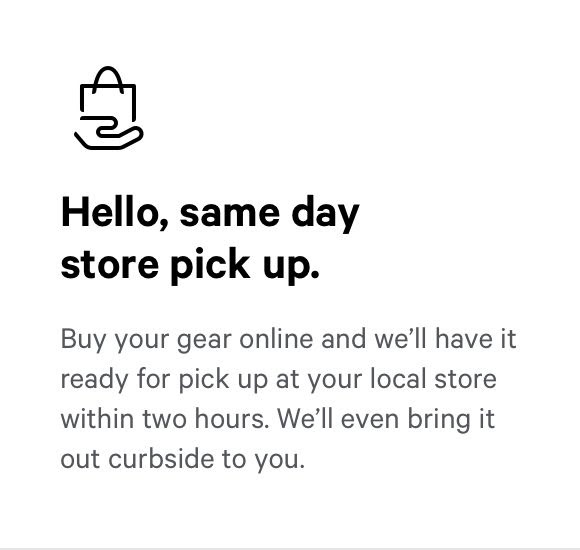 Hello, same day
store pick up.
Buy your gear online and we’ll have it
ready for pick up at your local store
within two hours. We’ll even bring it
out curbside to you.